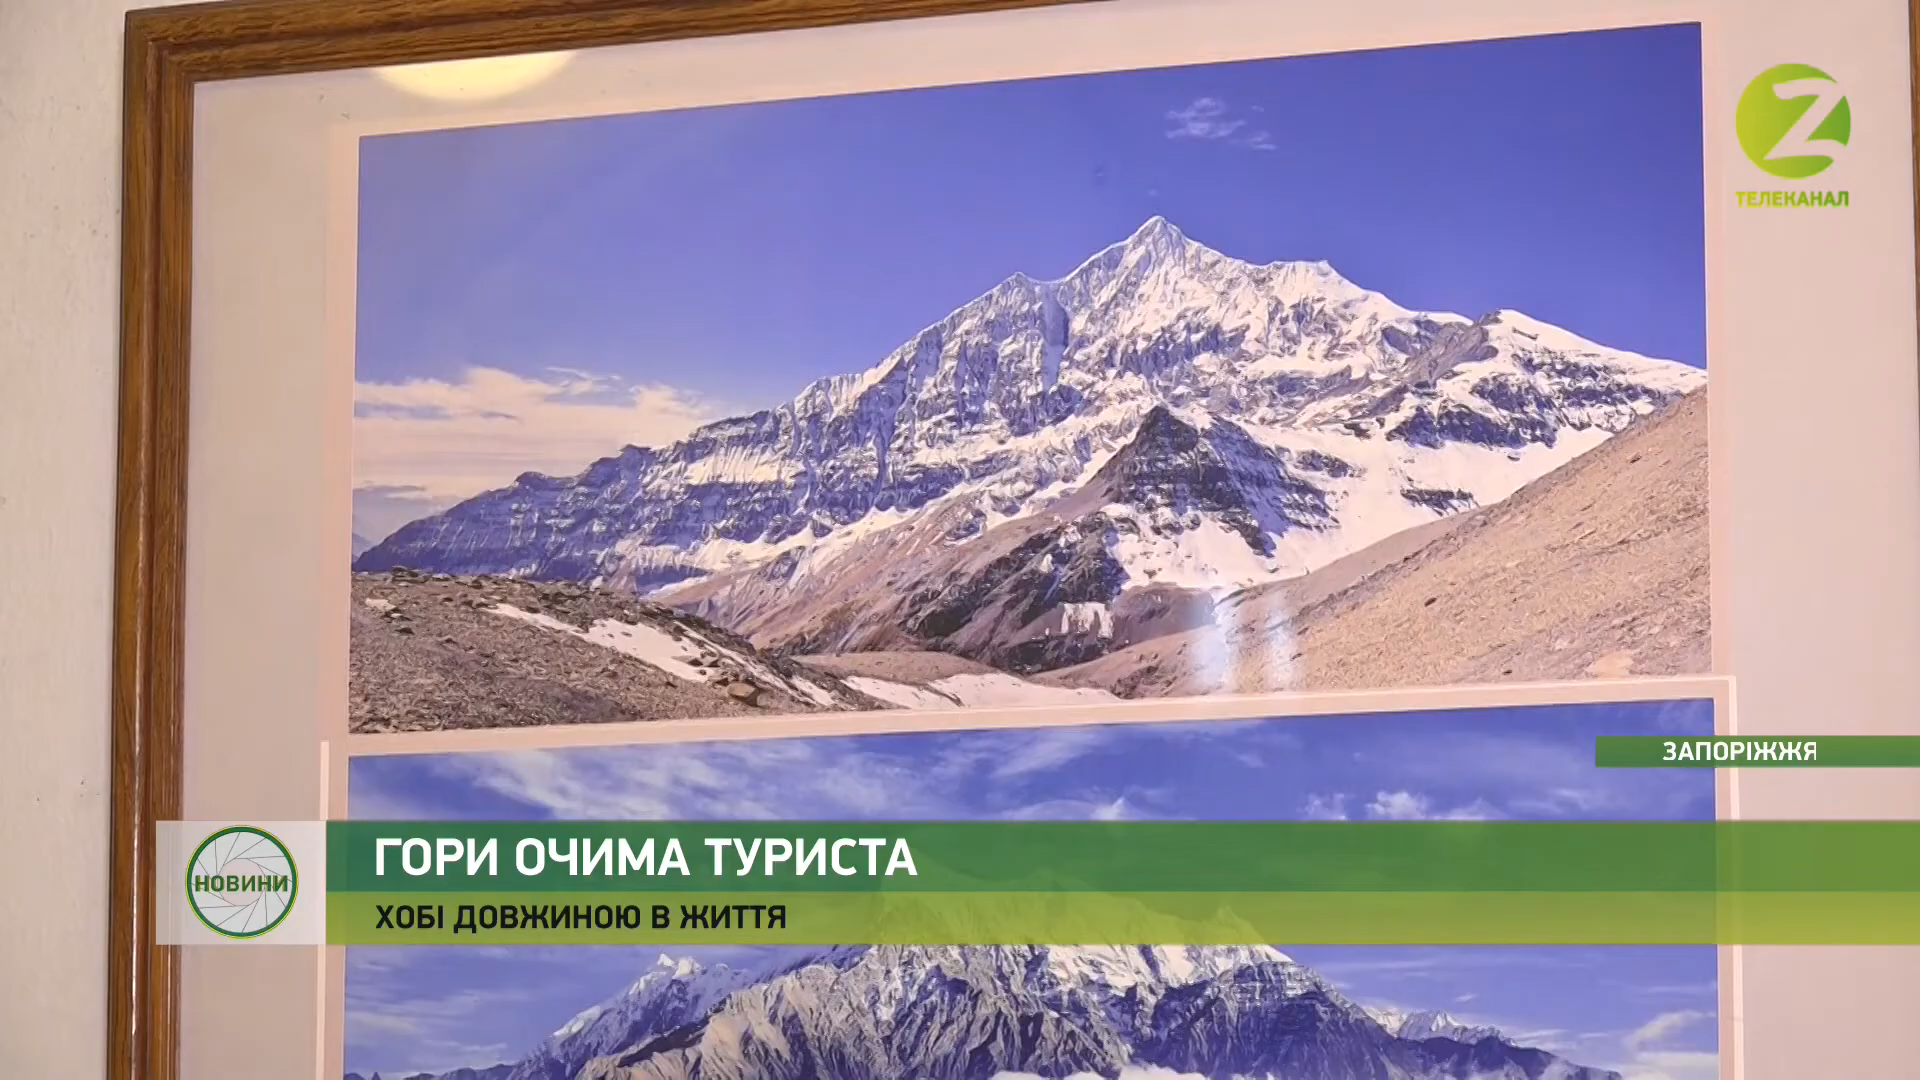 Z
ТЕЛЕКАНАЛ
ЗАПОРІЖЖЯ
НОВИНИ
ГОРИ ОЧИМА ТУРИСТА
ХОБІ ДОВЖИНОЮ В ЖИТТЯ